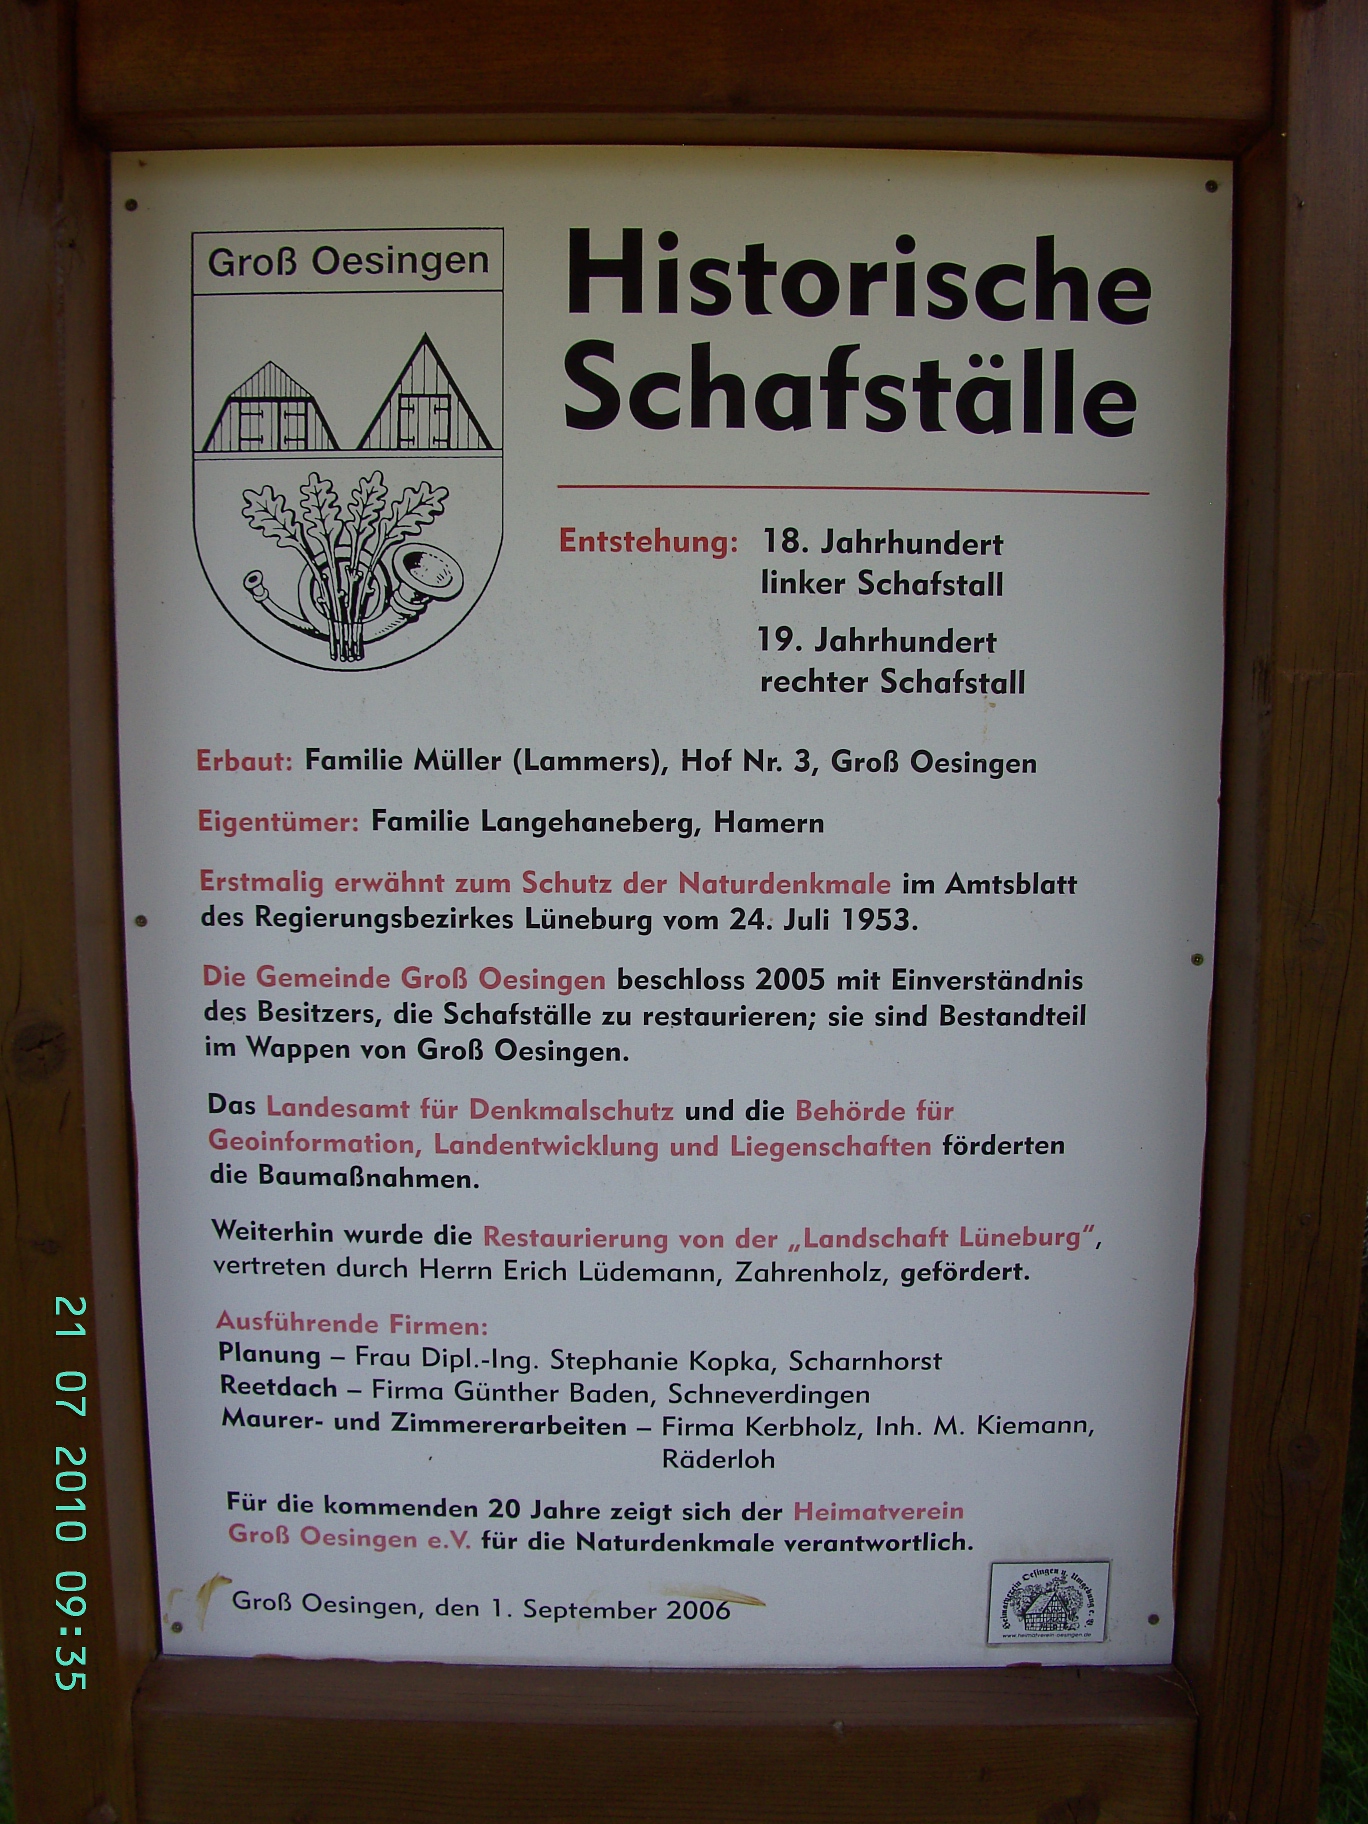 Groß Oesingen
Historische
Schafställe
Entstehung: 18. Jahrhundert
linker Schafstall
19. Jahrhundert
rechter Schafstall
Erbaut: Familie Müller (Lammers), Hof Nr. 3, Groß Oesingen
Eigentümer: Familie Langehaneberg, Hamern
Erstmalig erwähnt zum Schutz der Naturdenkmale im Amtsblatt
des Regierungsbezirkes Lüneburg vom 24. Juli 1953.
Die Gemeinde Groß Oesingen beschloss 2005 mit Einverständnis
des Besitzers, die Schafställe zu restaurieren; sie sind Bestandteil
im Wappen von Groß Oesingen.
Das Landesamt für Denkmalschutz und die Behörde für
Geoinformation, Landentwicklung und Liegenschaften förderten
die Baumaßnahmen.
Weiterhin wurde die Restaurierung von der „Landschaft Lüneburg“,
vertreten durch Herrn Erich Lüdemann, Zahrenholz, gefördert.
Ausführende Firmen:
Planung – Frau Dipl.-Ing. Stephanie Kopka, Scharnhorst
Reetdach – Firma Günther Baden, Schneverdingen
Maurer- und Zimmererarbeiten – Firma Kerbholz, Inh. M. Kiemann,
Räderloh
Für die kommenden 20 Jahre zeigt sich der Heimatverein
Groß Oesingen e.V. für die Naturdenkmale verantwortlich.
Groß Oesingen, den 1. September 2006
Heimatverein Oesingen u. Umgebung e. V.
www.heimatverein-oesingen.de
21 07 2010 09:35